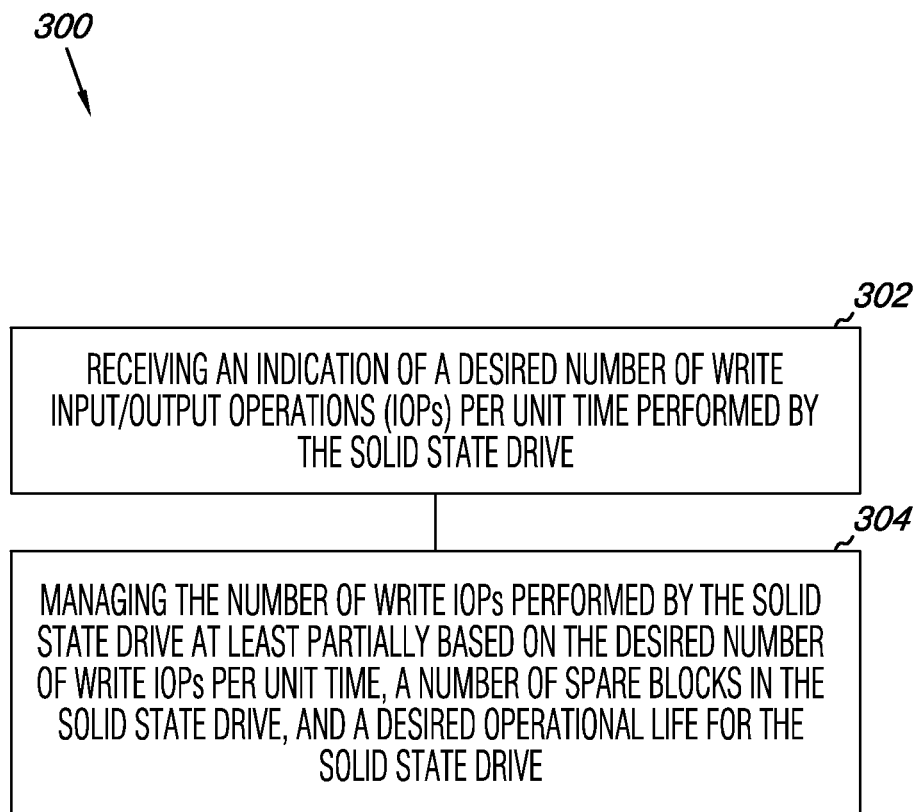 300
302
RECEIVING AN INDICATION OF A DESIRED NUMBER OF WRITE
INPUT/OUTPUT OPERATIONS (IOPs) PER UNIT TIME PERFORMED BY
THE SOLID STATE DRIVE
304
MANAGING THE NUMBER OF WRITE IOPs PERFORMED BY THE SOLID
STATE DRIVE AT LEAST PARTIALLY BASED ON THE DESIRED NUMBER
OF WRITE IOPs PER UNIT TIME, A NUMBER OF SPARE BLOCKS IN THE
SOLID STATE DRIVE, AND A DESIRED OPERATIONAL LIFE FOR THE
SOLID STATE DRIVE